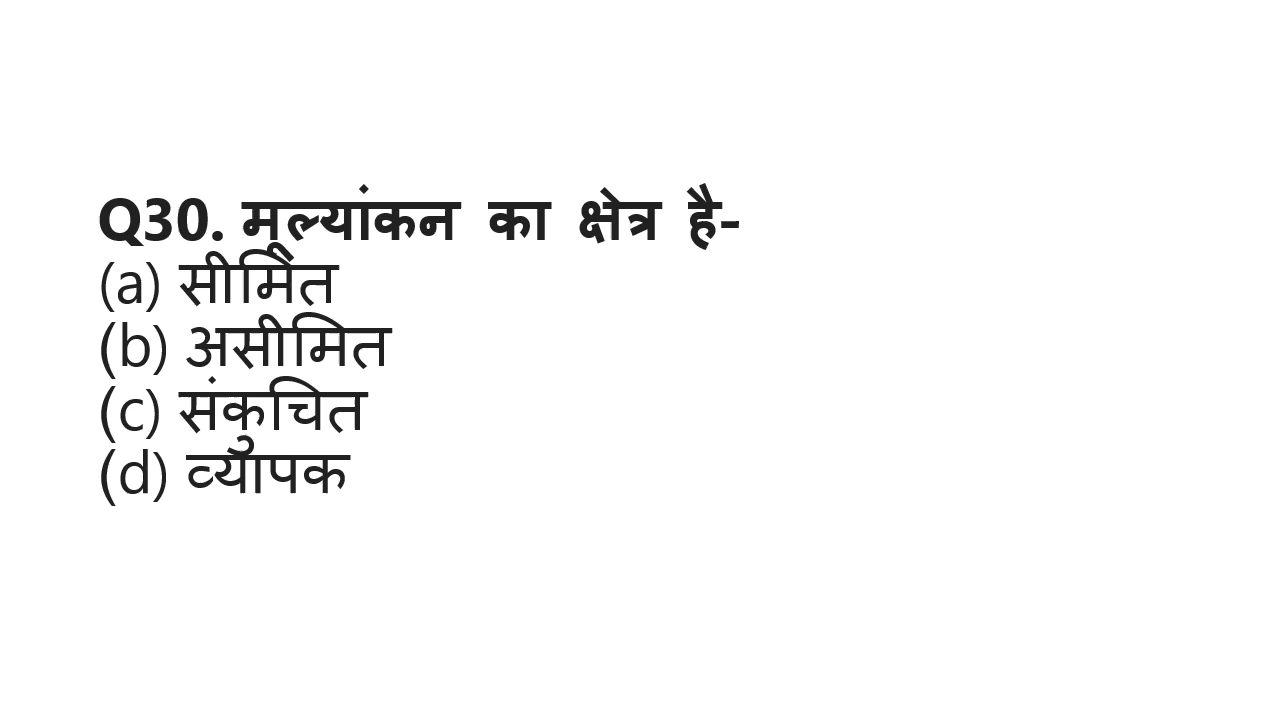 Q30. मूल्यांकन का क्षेत्र है-
(a) सीमित
(b) असीमित
(c) संकुचित
(d) व्यापक